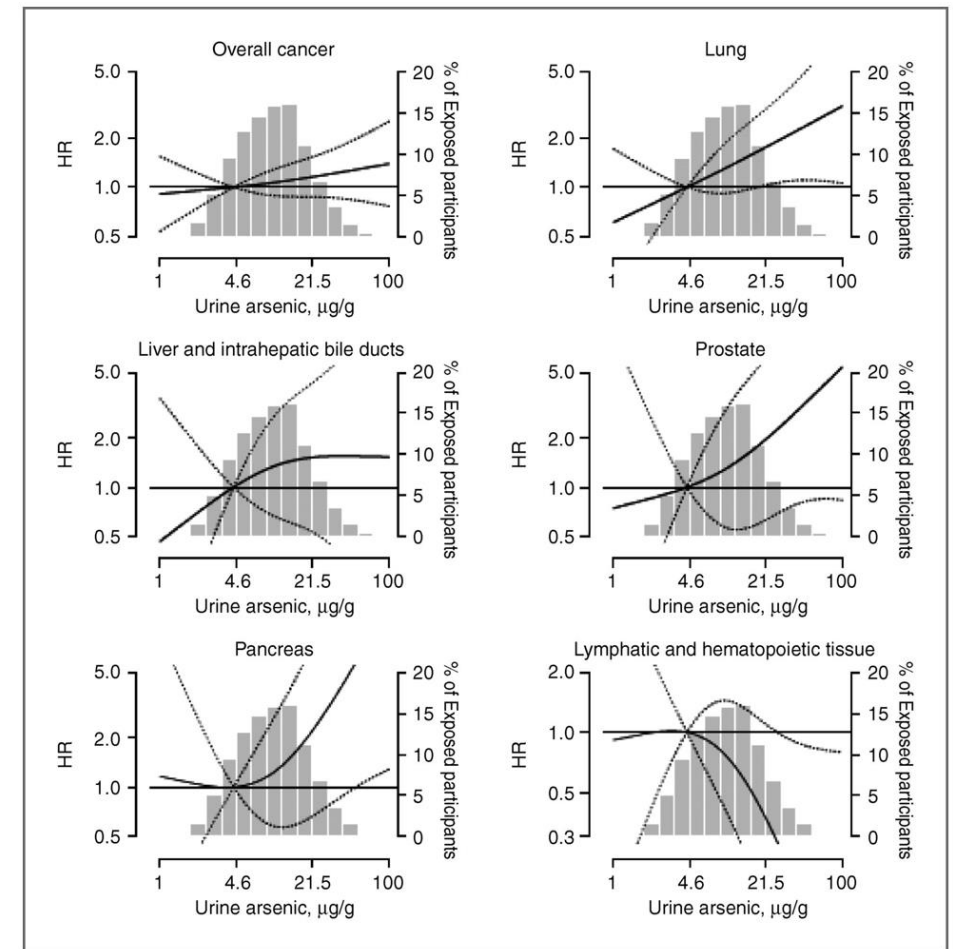 Overall cancer
HR
5.0
2.0
1.0
0.5
20
15
10
5
0
% of Exposed participants
1 4.6 21.5 100
Urine arsenic, μg/g
Lung
HR
5.0
2.0
1.0
0.5
20
15
10
5
0
% of Exposed participants
1 4.6 21.5 100
Urine arsenic, μg/g
Liver and intrahepatic bile ducts
HR
5.0
2.0
1.0
0.5
20
15
10
5
0
% of Exposed participants
1 4.6 21.5 100
Urine arsenic, μg/g
Prostate
HR
5.0
2.0
1.0
0.5
20
15
10
5
0
% of Exposed participants
1 4.6 21.5 100
Urine arsenic, μg/g
Pancreas
HR
5.0
2.0
1.0
0.5
20
15
10
5
0
% of Exposed participants
1 4.6 21.5 100
Urine arsenic, μg/g
Lymphatic and hematopoietic tissue
HR
2.0
1.0
0.5
0.3
20
15
10
5
0
% of Exposed participants
1 4.6 21.5 100
Urine arsenic, μg/g